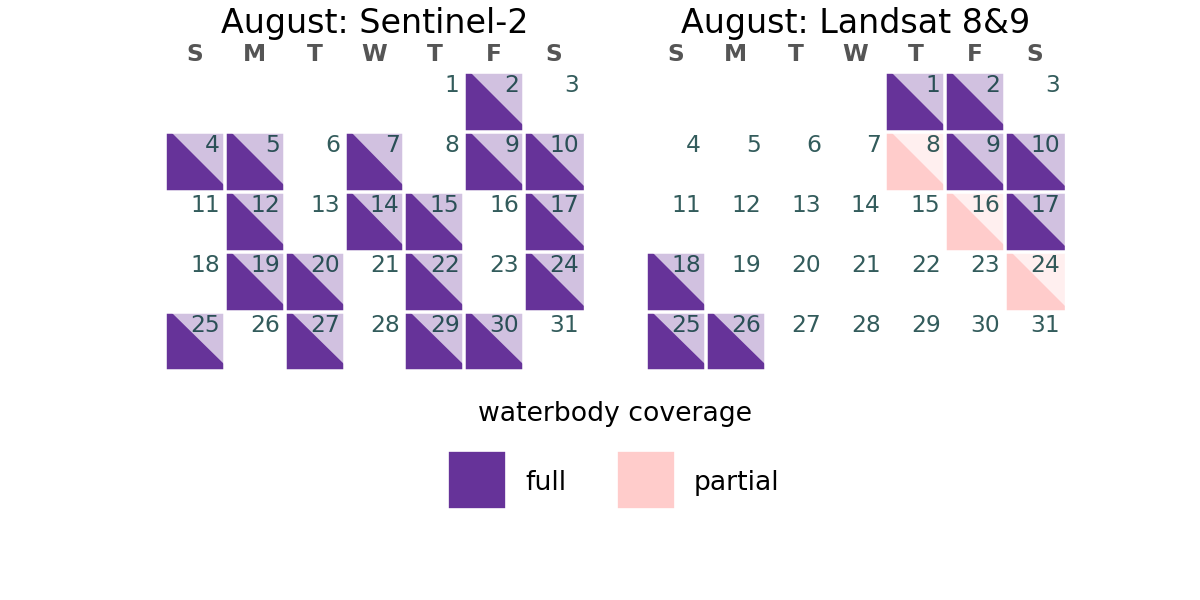 August: Sentinel-2
S M T W T F S
1 2 3
4 5 6 7 8 9 10
11 12 13 14 15 16 17
18 19 20 21 22 23 24
25 26 27 28 29 30 31
August: Landsat 8&9
S M T W T F S
1 2 3
4 5 6 7 8 9 10
11 12 13 14 15 16 17
18 19 20 21 22 23 24
25 26 27 28 29 30 31
waterbody coverage
full
partial